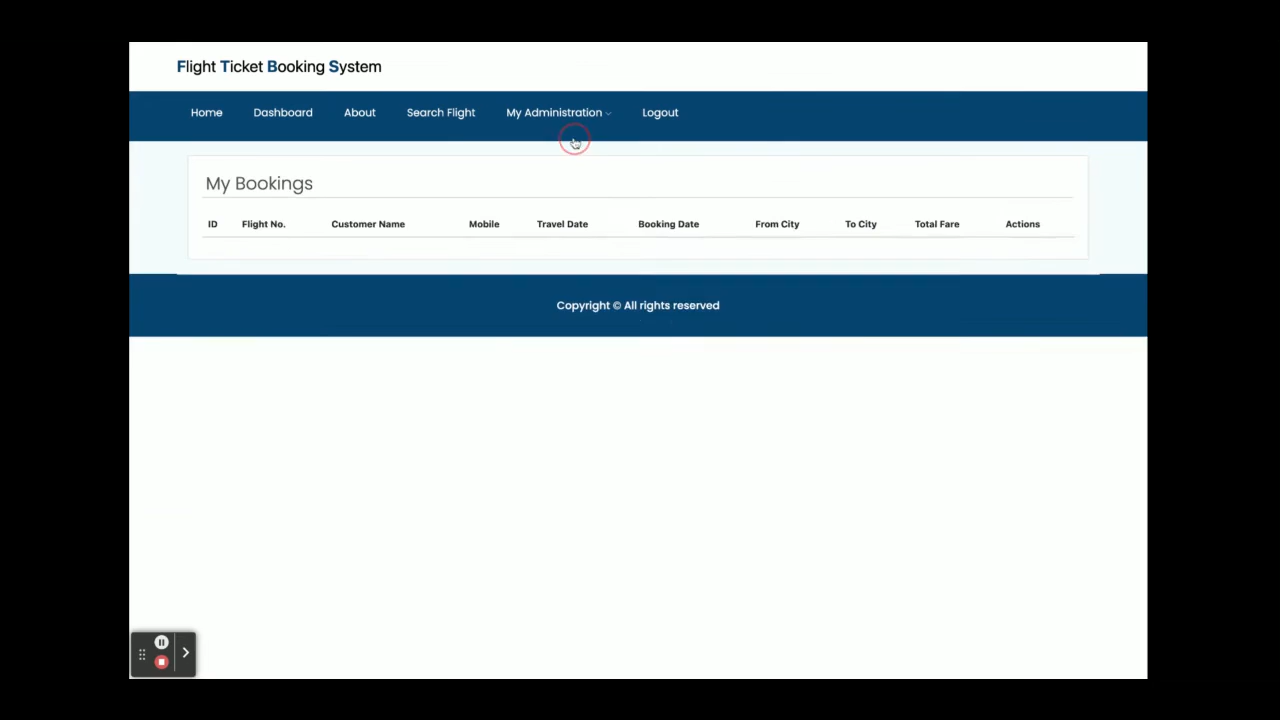 Flight Ticket Booking System
Home Dashboard About Search Flight My Administration Logout
My Bookings
ID Flight No. Customer Name Mobile Travel Date Booking Date From City To City Total Fare Actions
Copyright © All rights reserved